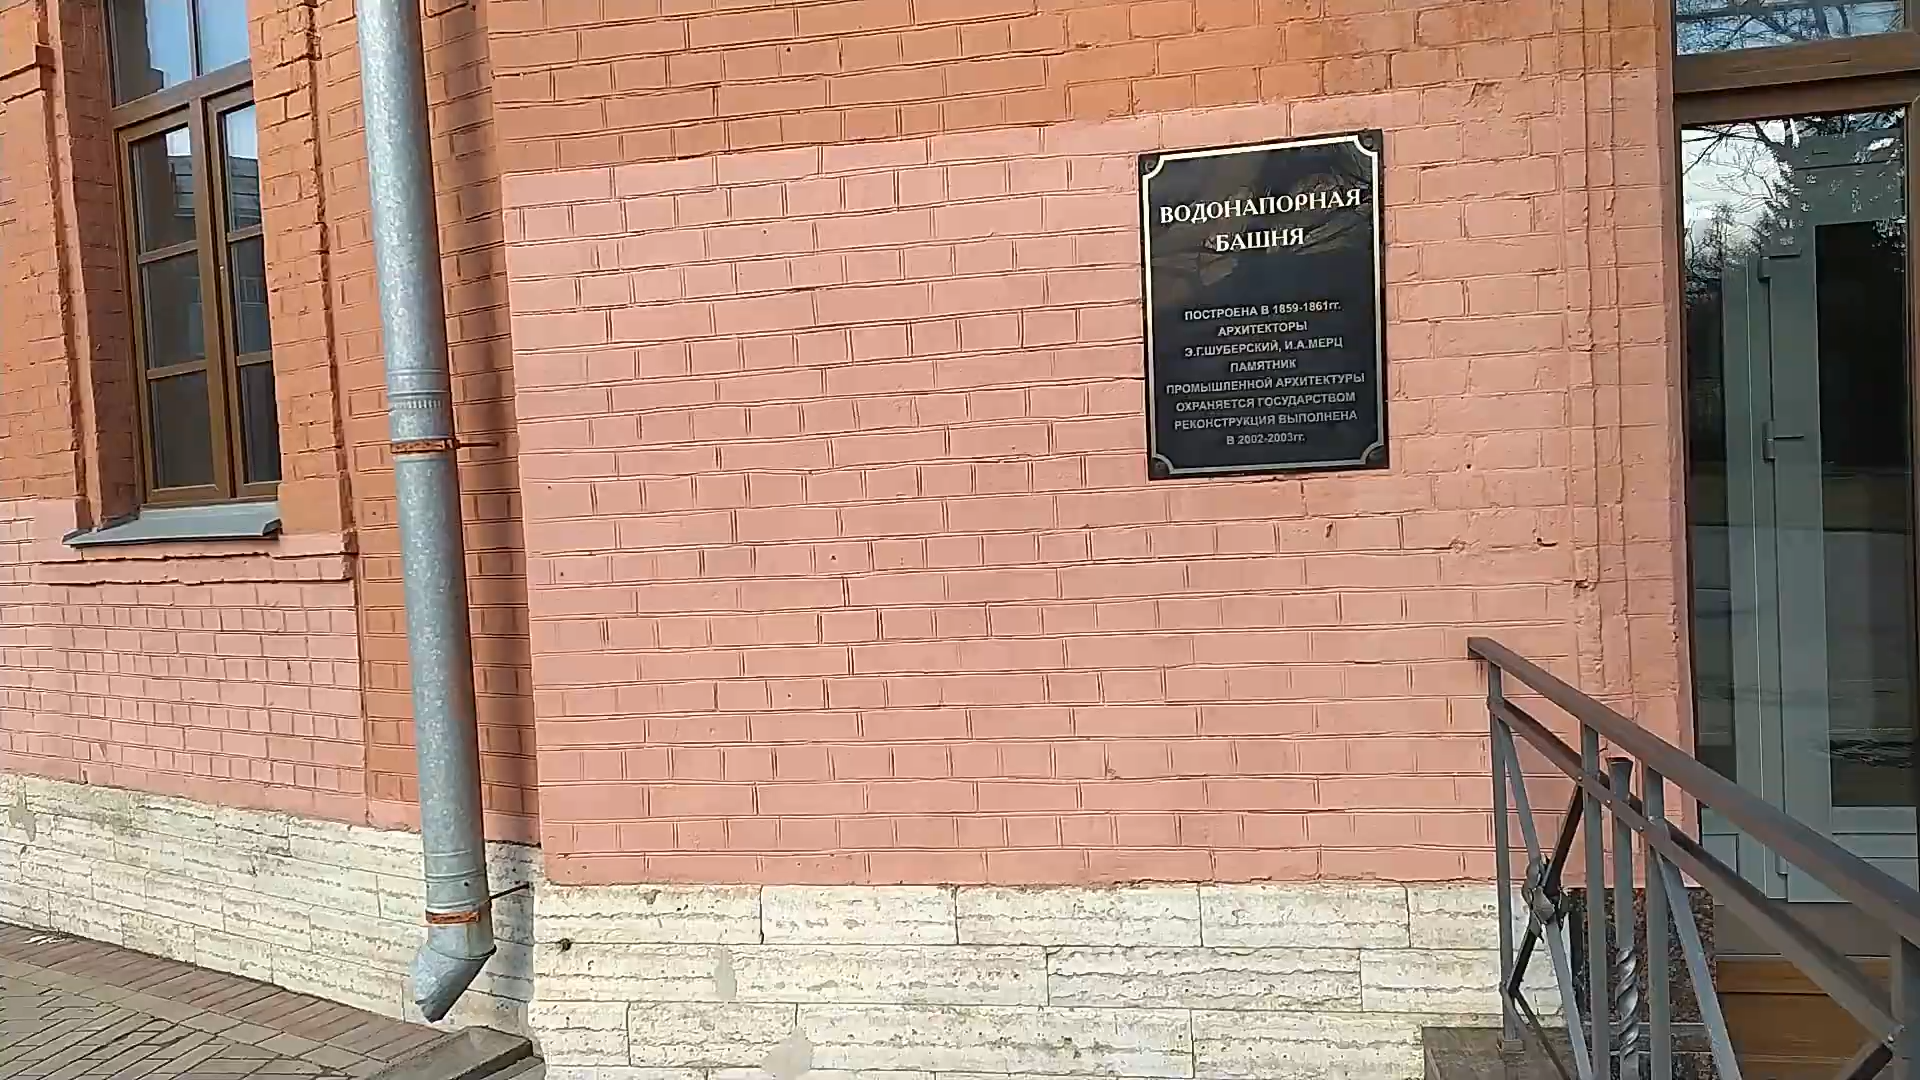 ВОДОНАПОРНАЯ
БАШНЯ
ПОСТРОЕНА В 1859-1861гг.
АРХИТЕКТОРЫ
Э.Г.ШУБЕРСКИЙ, И.А.МЕРЦ
ПАМЯТНИК
ПРОМЫШЛЕННОЙ АРХИТЕКТУРЫ
ОХРАНЯЕТСЯ ГОСУДАРСТВОМ
РЕКОНСТРУКЦИЯ ВЫПОЛНЕНА
В 2002-2003гг.